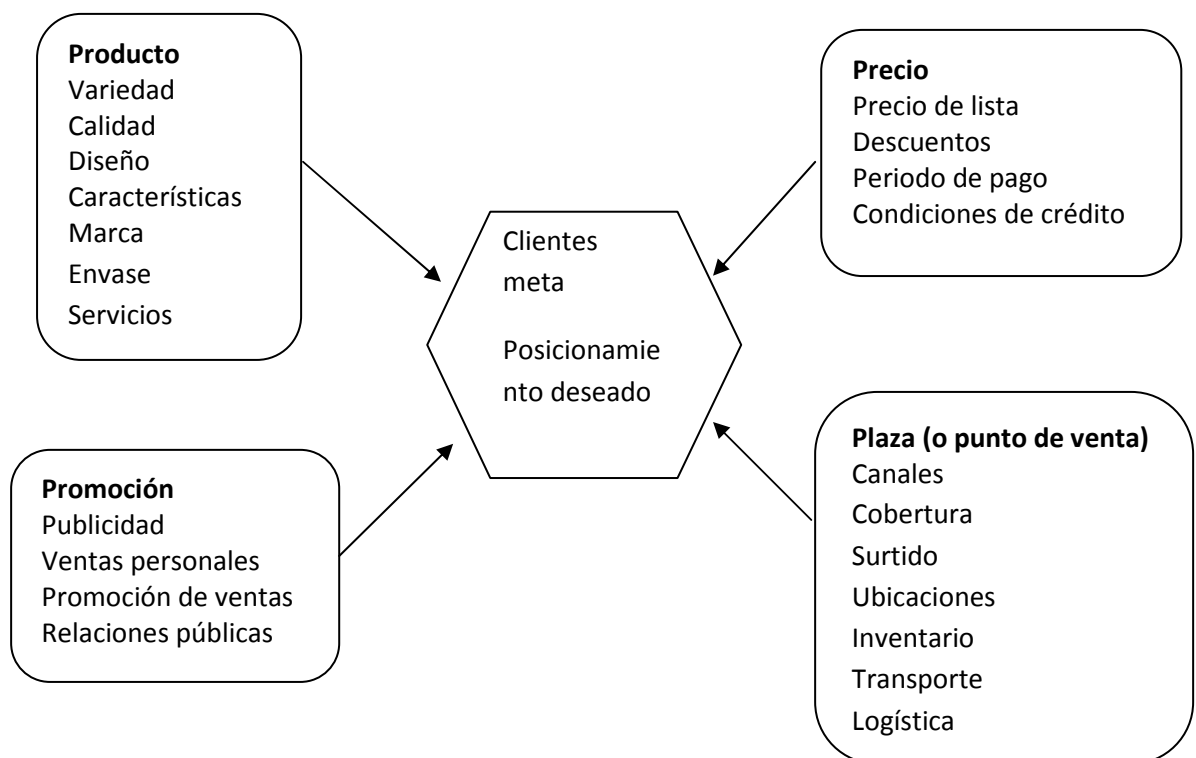 Producto
Variedad
Calidad
Diseño
Características
Marca
Envase
Servicios
Precio
Precio de lista
Descuentos
Periodo de pago
Condiciones de crédito
Clientes
meta
Posicionamie
nto deseado
Promoción
Publicidad
Ventas personales
Promoción de ventas
Relaciones públicas
Plaza (o punto de venta)
Canales
Cobertura
Surtido
Ubicaciones
Inventario
Transporte
Logística